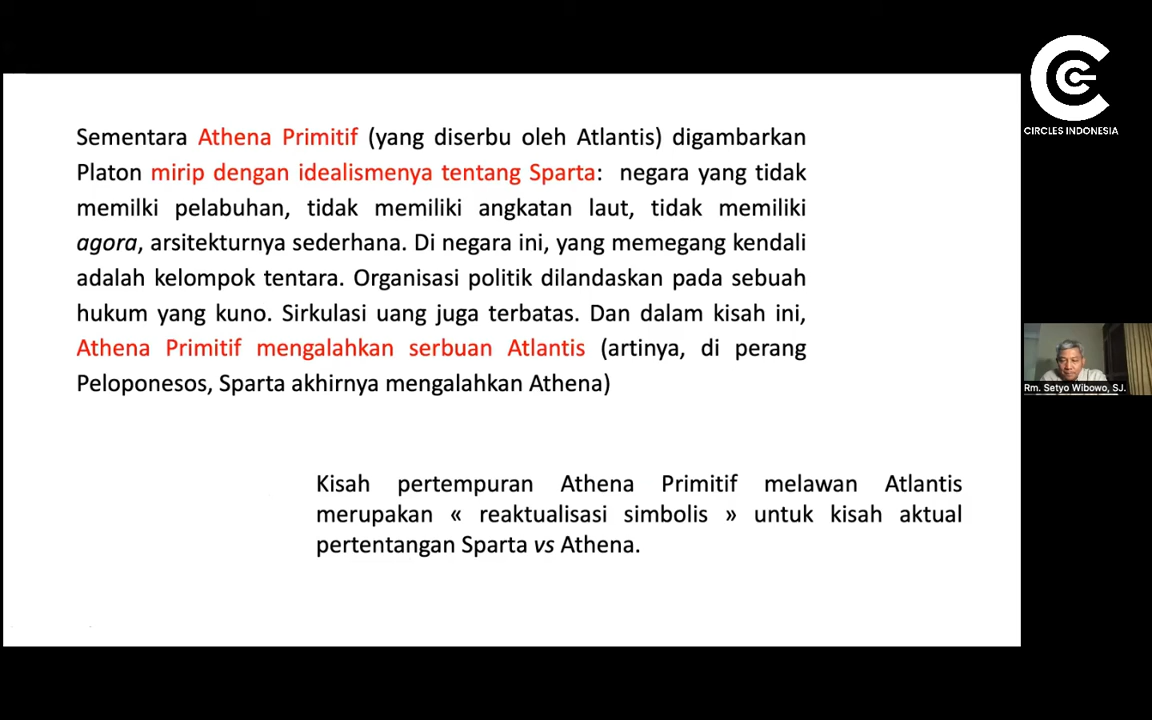 CIRCLES INDONESIA
Sementara Athena Primitif (yang diserbu oleh Atlantis) digambarkan
Platon mirip dengan idealismenya tentang Sparta: negara yang tidak
memilki pelabuhan, tidak memiliki angkatan laut, tidak memiliki
agora, arsitekturnya sederhana. Di negara ini, yang memegang kendali
adalah kelompok tentara. Organisasi politik dilandaskan pada sebuah
hukum yang kuno. Sirkulasi uang juga terbatas. Dan dalam kisah ini,
Athena Primitif mengalahkan serbuan Atlantis (artinya, di perang
Peloponesos, Sparta akhirnya mengalahkan Athena)
Kisah pertempuran Athena Primitif melawan Atlantis
merupakan « reaktualisasi simbolis » untuk kisah aktual
pertentangan Sparta vs Athena.
Rm. Setyo Wibowo, SJ.